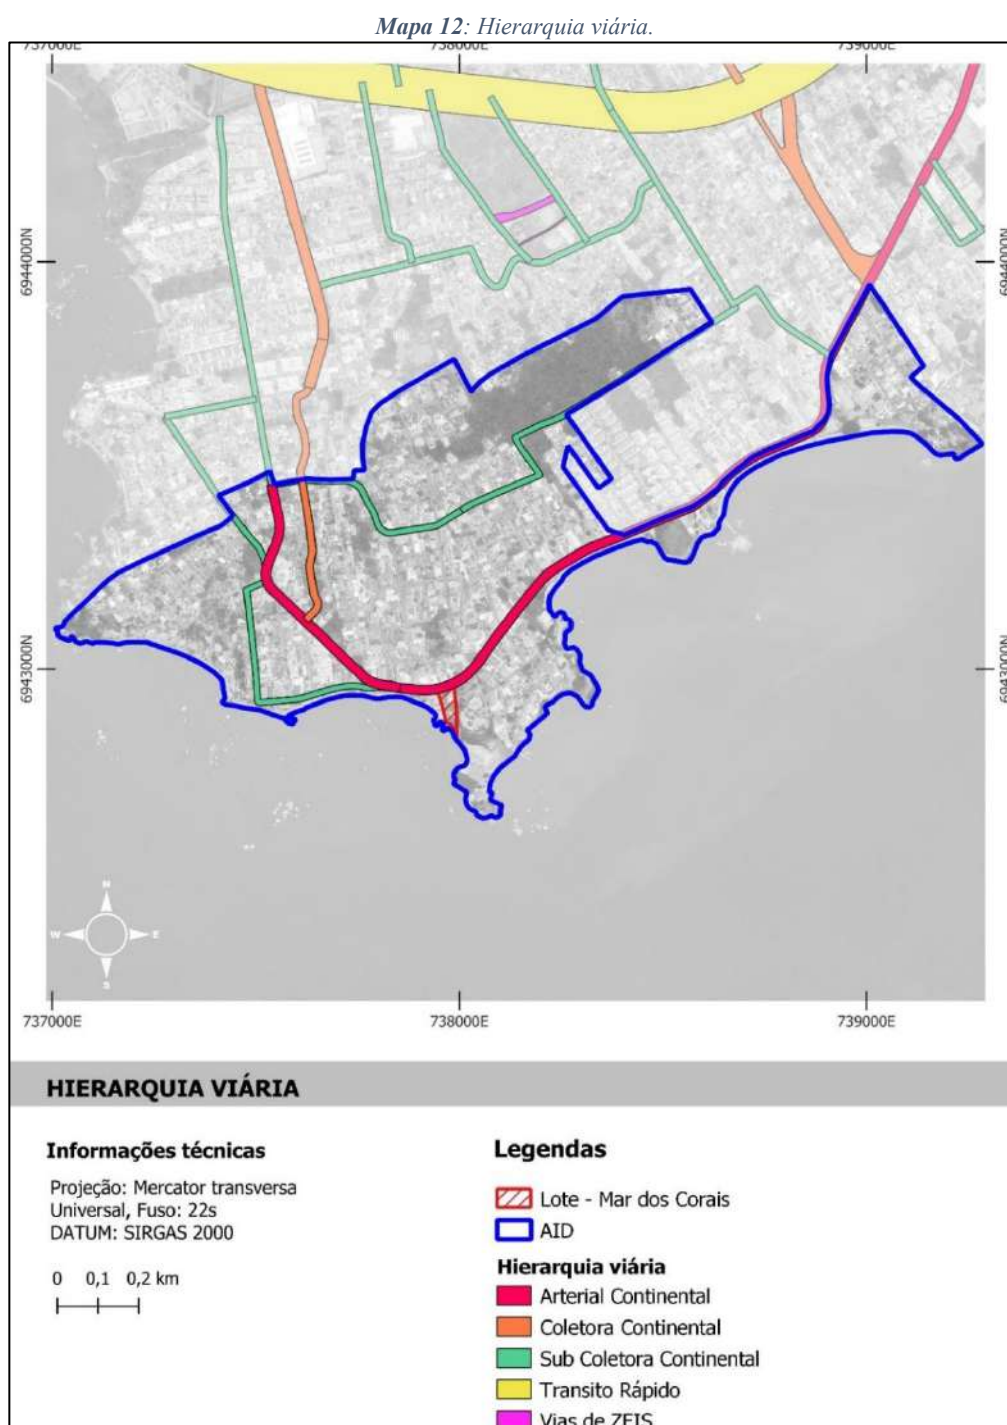 Mapa 12: Hierarquia viária.
737000E 738000E 739000E
6944000N 6944000N
6943000N 6943000N
N
W E
S
737000E 738000E 739000E
HIERARQUIA VIÁRIA
Informações técnicas
Projeção: Mercator transversa
Universal, Fuso: 22s
DATUM: SIRGAS 2000
0 0,1 0,2 km
Legendas
Lote - Mar dos Corais
AID
Hierarquia viária
Arterial Continental
Coletora Continental
Sub Coletora Continental
Transito Rápido
Vias de ZEIS